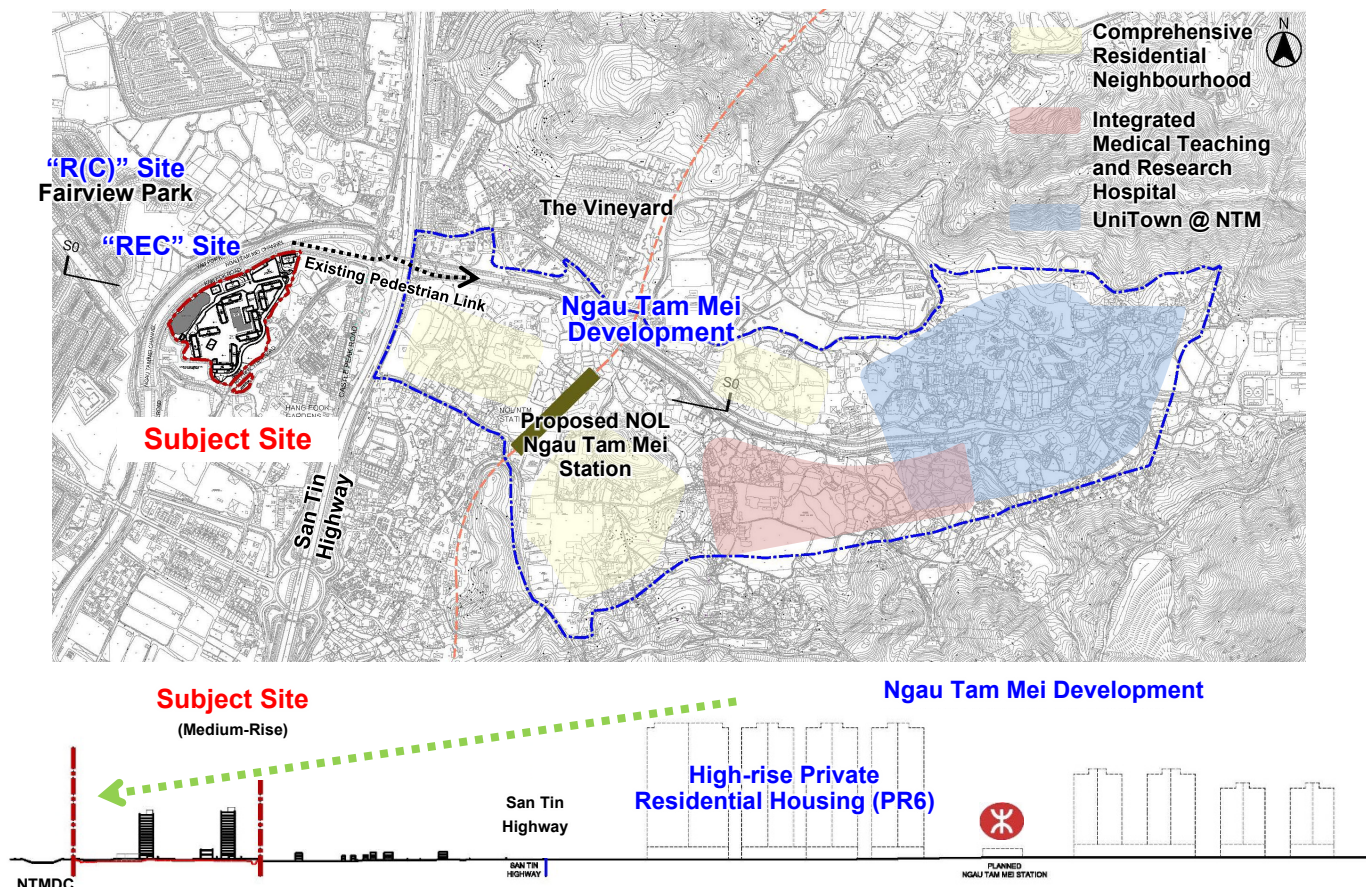 N
Comprehensive
Residential
Neighbourhood
Integrated
Medical Teaching
and Research
Hospital
UniTown @ NTM
"R(C)" Site
Fairview Park
The Vineyard
S0
"REC" Site
Existing Pedestrian Link
Ngau Tam Mei
Development
CASTLE PEAK ROAD
S0
HANG FOOK
GARDENS
Subject Site
Proposed NOL
Ngau Tam Mei
Station
San Tin
Highway
Subject Site
(Medium-Rise)
Ngau Tam Mei Development
High-rise Private
Residential Housing (PR6)
San Tin
Highway
SAN TIN
HIGHWAY
PLANNED
NGAU TAM MEI STATION
NTMDC